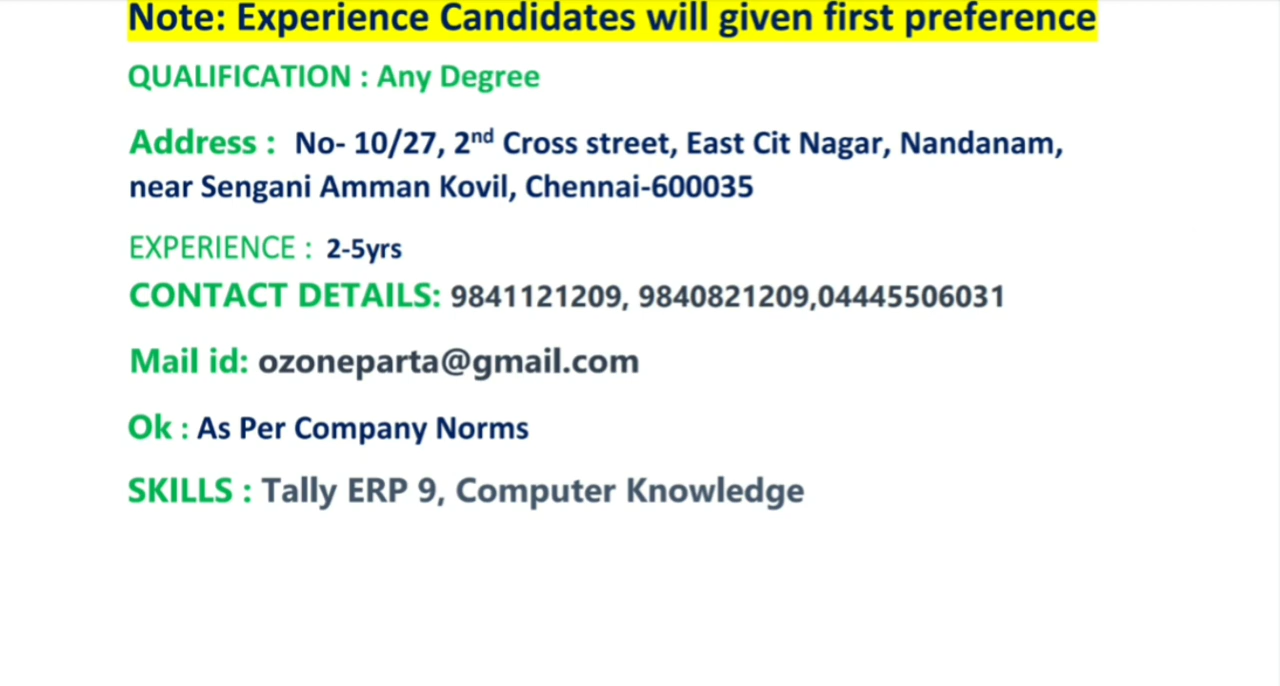 Note: Experience Candidates will given first preference
QUALIFICATION : Any Degree
Address :  No- 10/27, 2nd Cross street, East Cit Nagar, Nandanam,
near Sengani Amman Kovil, Chennai-600035
EXPERIENCE :  2-5yrs
CONTACT DETAILS: 9841121209, 9840821209,04445506031
Mail id: ozoneparta@gmail.com
Ok : As Per Company Norms
SKILLS : Tally ERP 9, Computer Knowledge